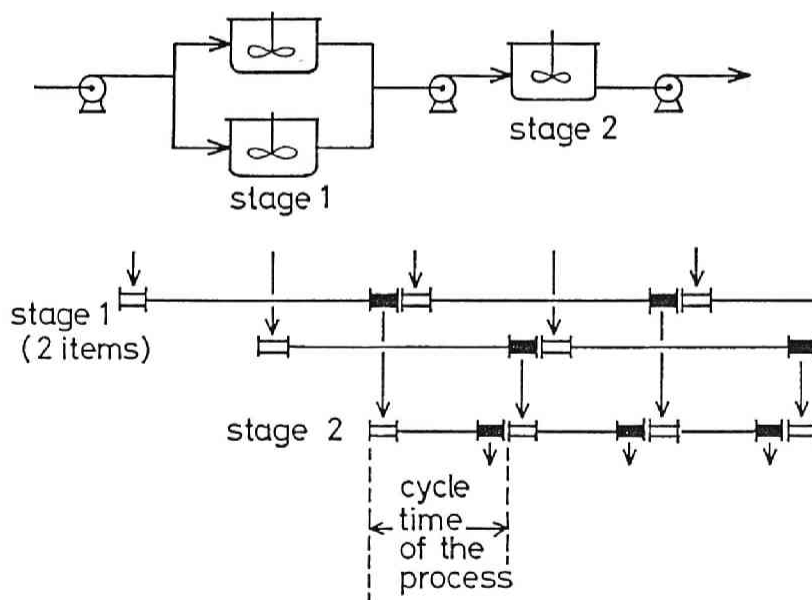 stage 1
stage 2
stage 1
(2 items)
stage 2
cycle
time
of the
process